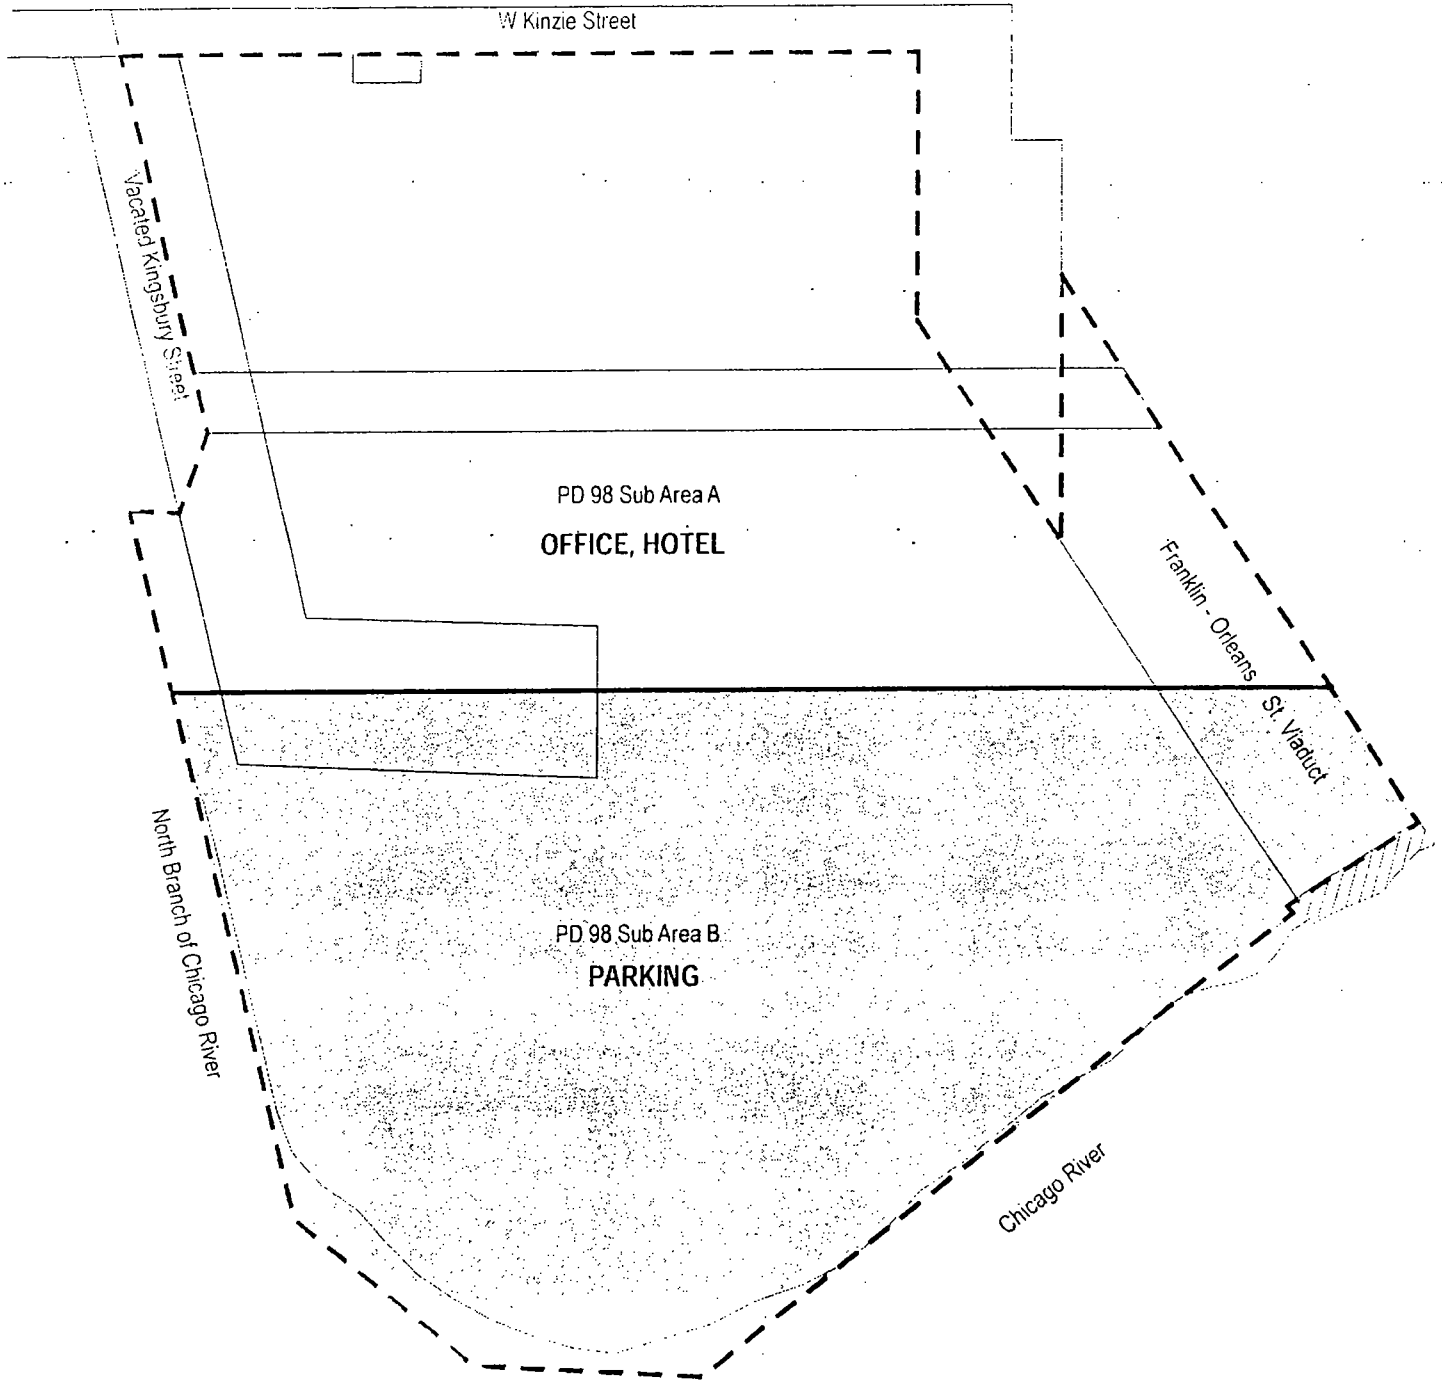 W Kinzie Street
Vacated Kingsbury Street
PD 98 Sub Area A
OFFICE, HOTEL
Franklin - Orleans St. Viaduct
North Branch of Chicago River
PD 98 Sub Area B
PARKING
Chicago River